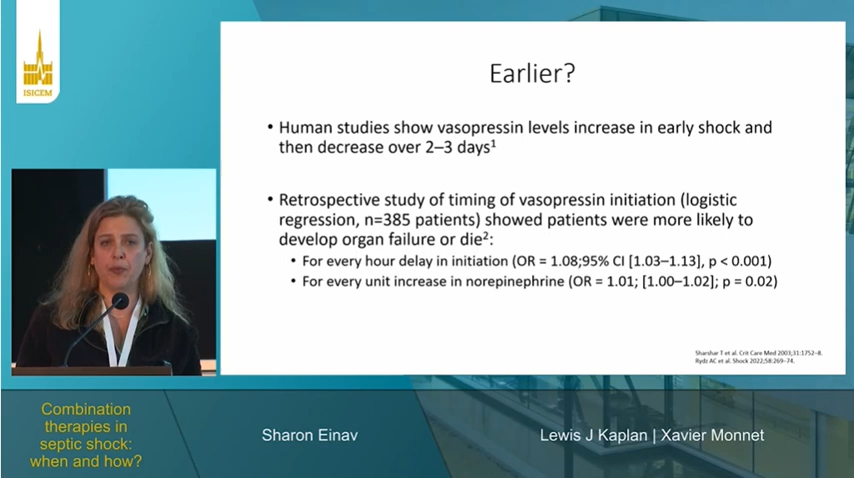 ISICEM
Earlier?
• Human studies show vasopressin levels increase in early shock and
then decrease over 2–3 days1
• Retrospective study of timing of vasopressin initiation (logistic
regression, n=385 patients) showed patients were more likely to
develop organ failure or die2:
• For every hour delay in initiation (OR = 1.08;95% CI [1.03–1.13], p < 0.001)
• For every unit increase in norepinephrine (OR = 1.01; [1.00–1.02]; p = 0.02)
Sharshar T et al. Crit Care Med 2003;31:1752–8.
Rydz AC et al. Shock 2022;58:269–74.
Combination
therapies in
septic shock:
when and how?
Sharon Einav
Lewis J Kaplan | Xavier Monnet